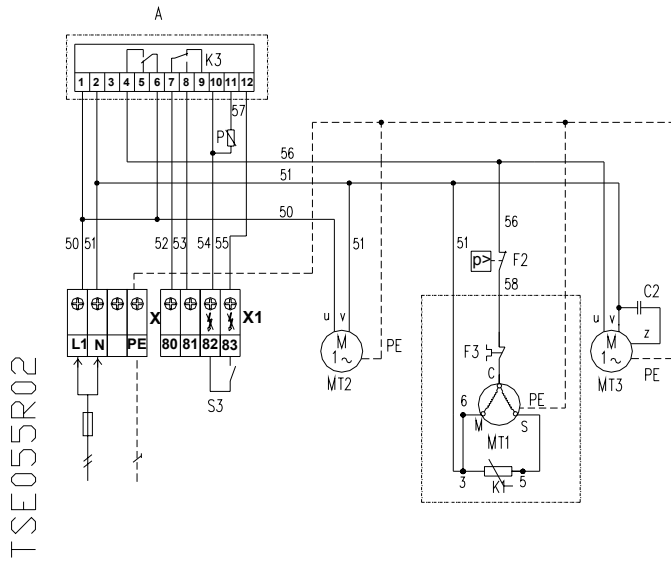 A
K3
1 2 3 4 5 6 7 8 9 10 11 12
57
P
56
51
50
50 51 52 53 54 55 51 51 56
p> F2
58
X X1
L1 N PE 80 81 82 83
S3
u v
M
1~
MT2
PE
F3
C
PE
6
M S
MT1
3 K1 5
C2
u v
z
M
1~
MT3
PE
TSE055R02